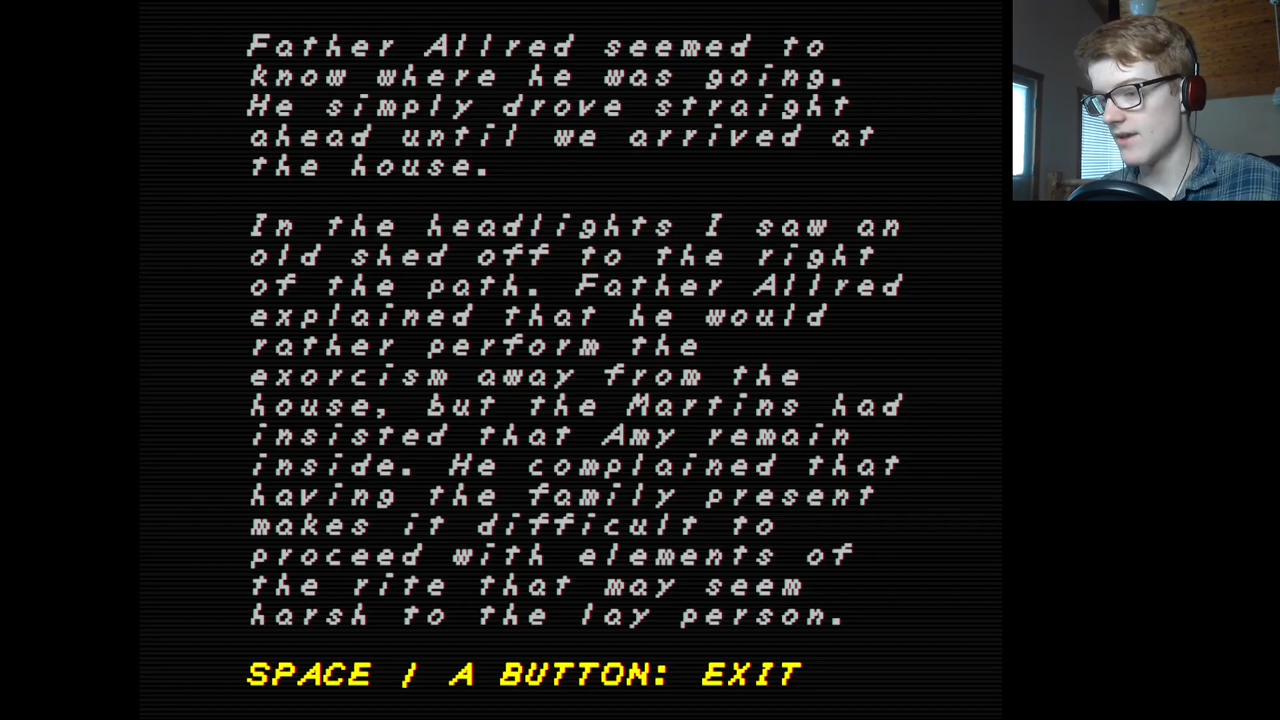 Father Allred seemed to
know where he was going.
He simply drove straight
ahead until we arrived at
the house.
In the headlights I saw an
old shed off to the right
of the path. Father Allred
explained that he would
rather perform the
exorcism away from the
house, but the Martins had
insisted that Amy remain
inside. He complained that
having the family present
makes it difficult to
proceed with elements of
the rite that may seem
harsh to the lay person.
SPACE / A BUTTON: EXIT